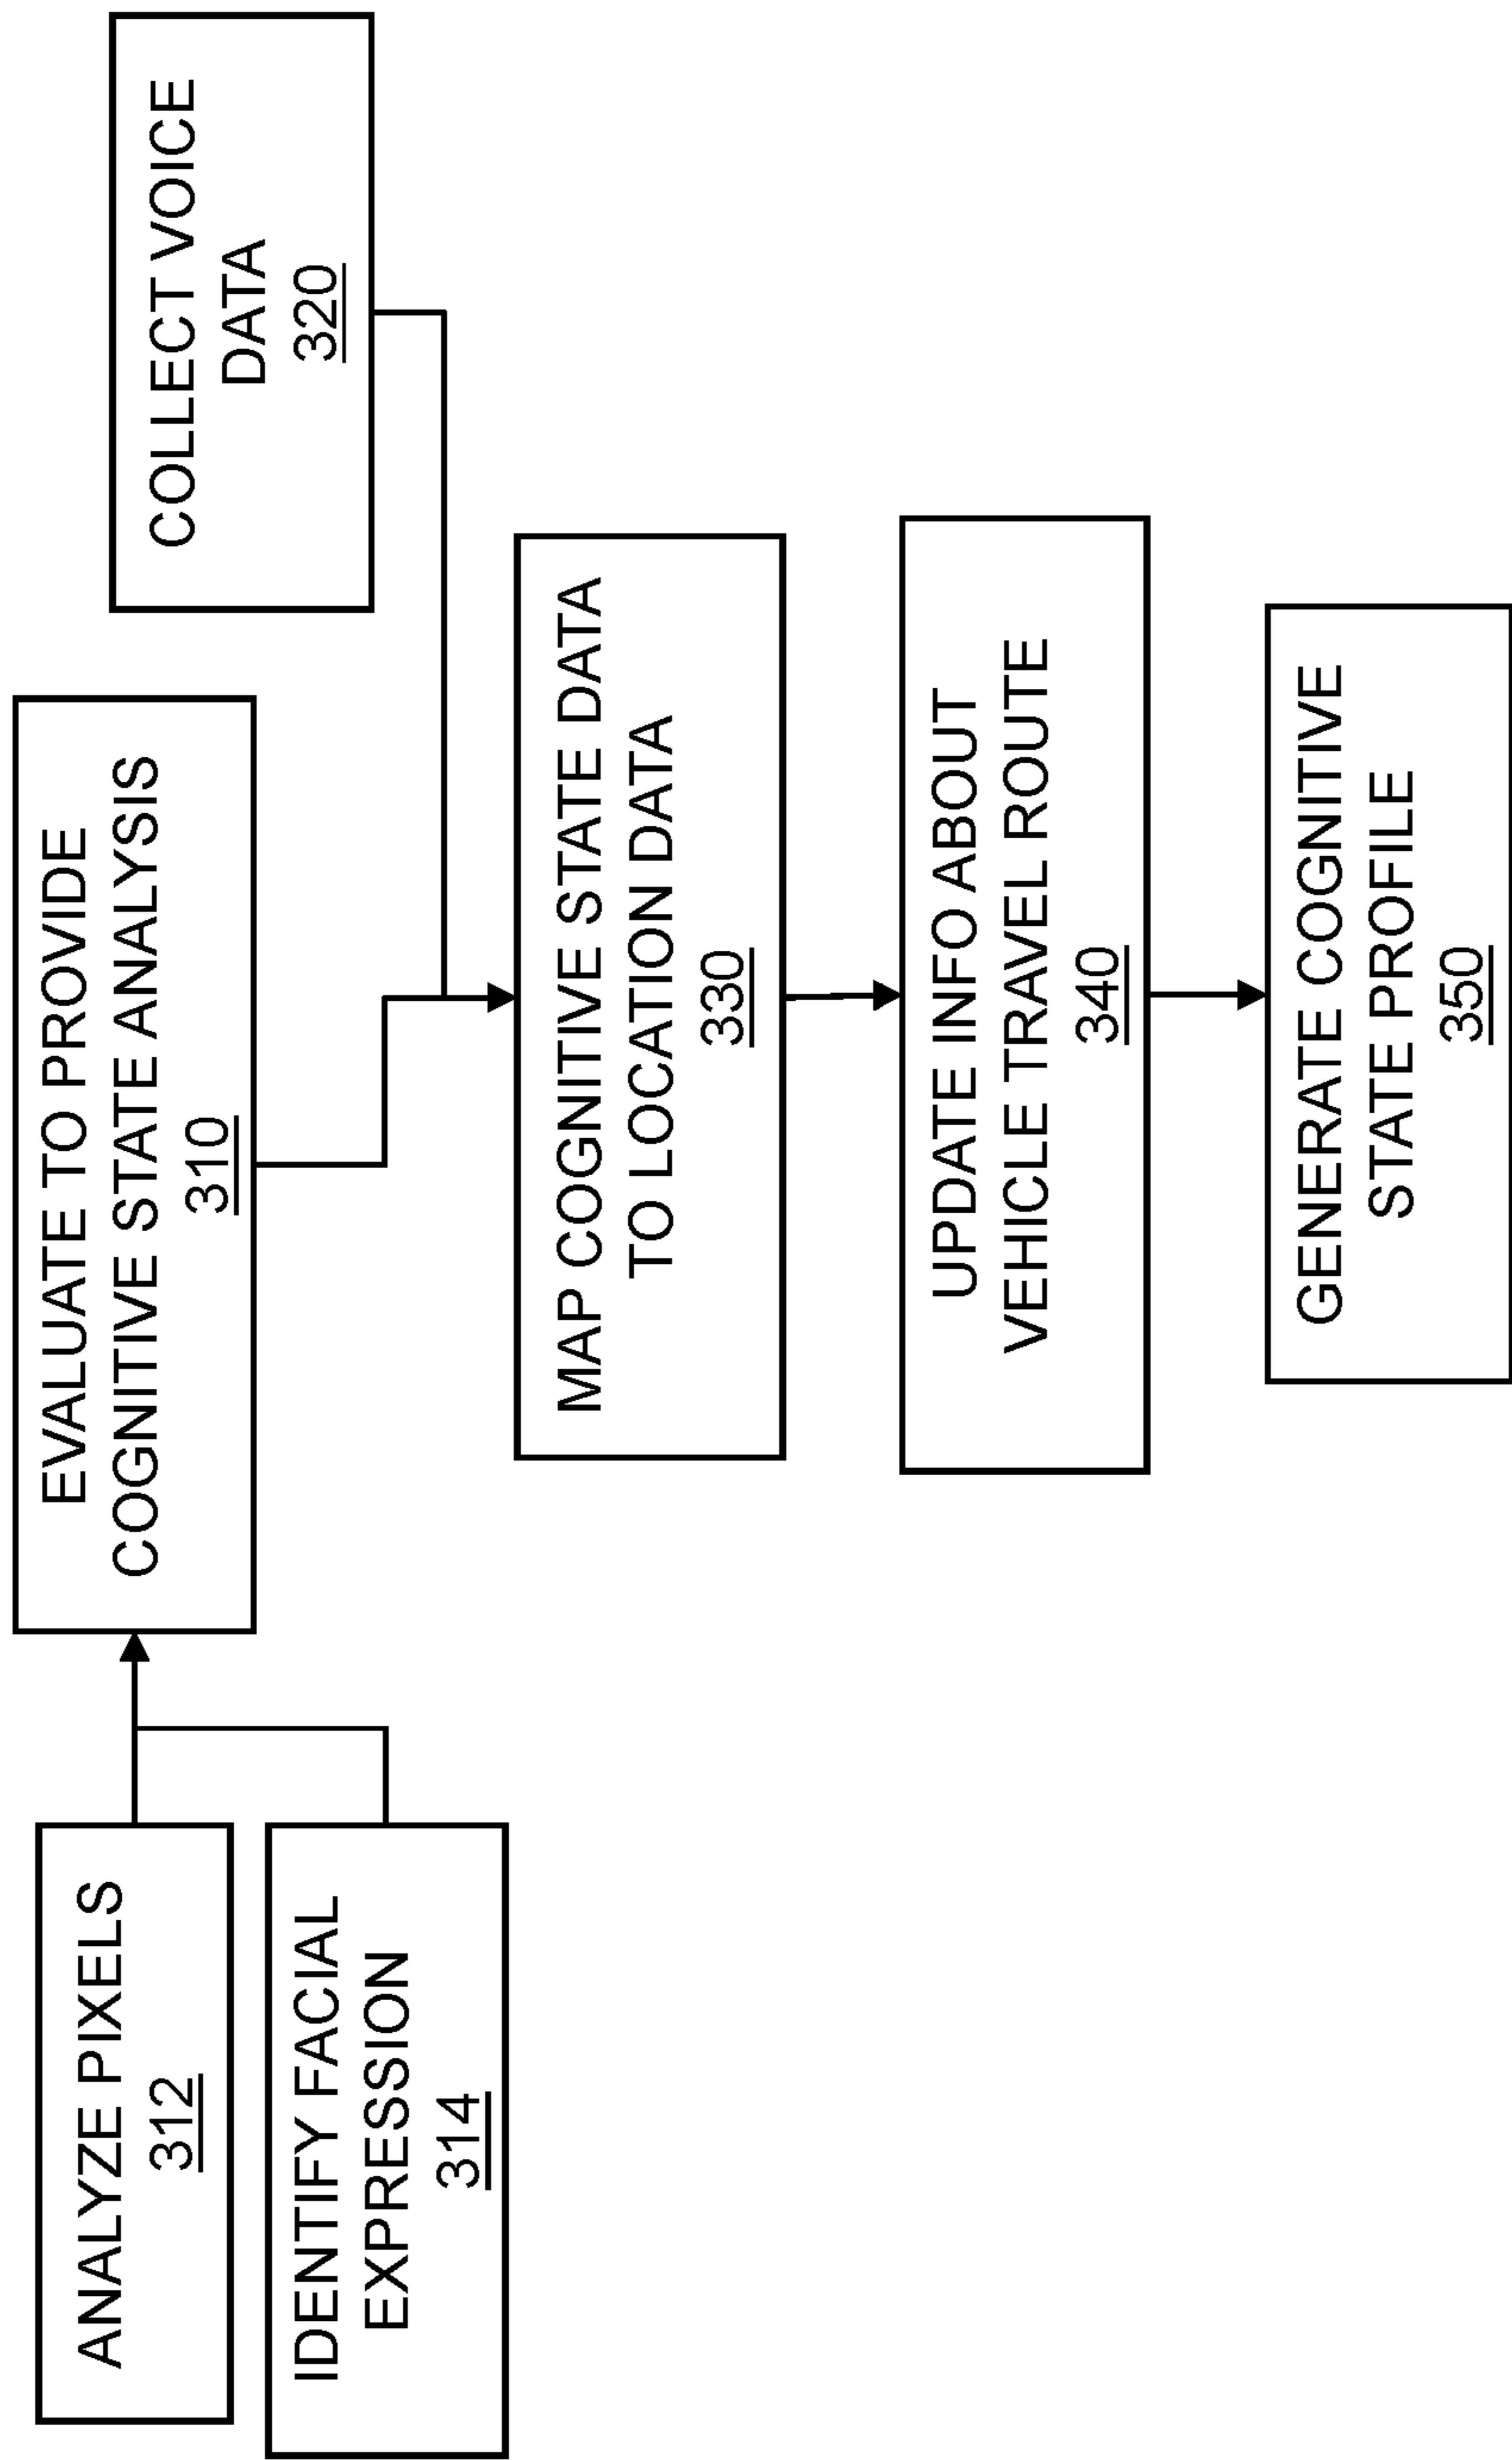 ANALYZE PIXELS
312
IDENTIFY FACIAL
EXPRESSION
314
EVALUATE TO PROVIDE
COGNITIVE STATE ANALYSIS
310
COLLECT VOICE
DATA
320
MAP COGNITIVE STATE DATA
TO LOCATION DATA
330
UPDATE INFO ABOUT
VEHICLE TRAVEL ROUTE
340
GENERATE COGNITIVE
STATE PROFILE
350